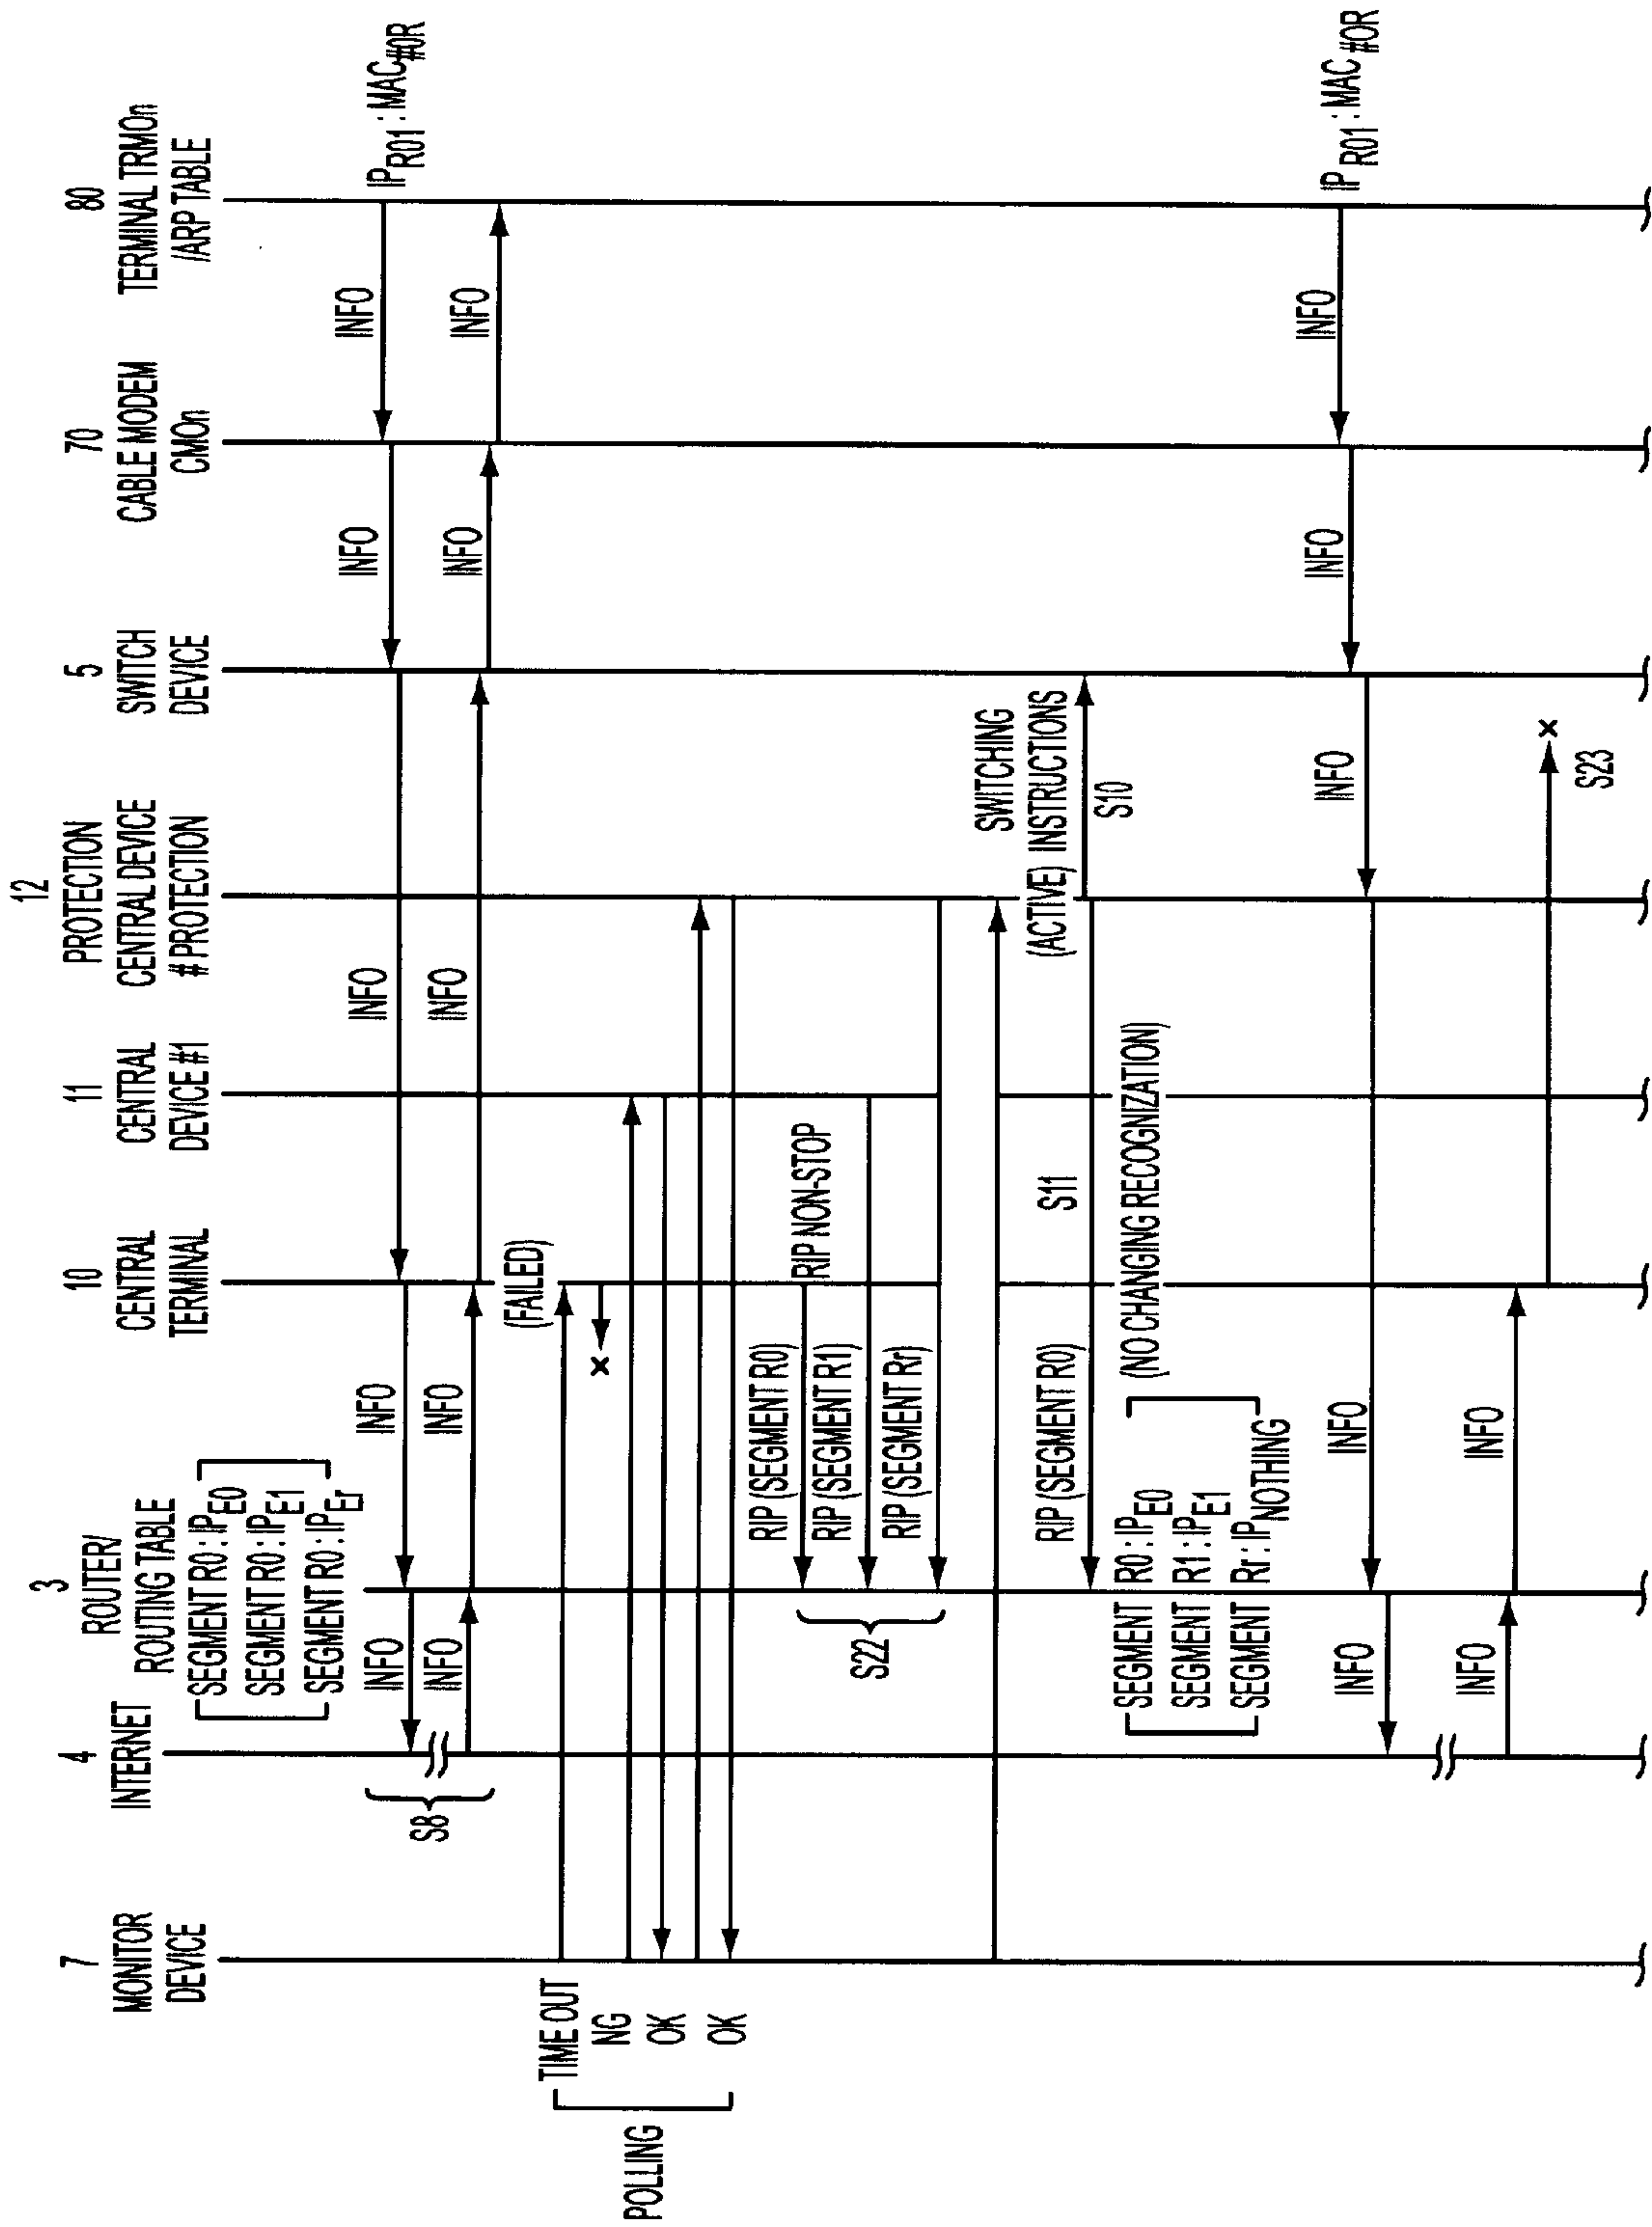 7
MONITOR
DEVICE
4
INTERNET
3
ROUTER/
ROUTING TABLE
SEGMENT R0 : IPE0
SEGMENT R0 : IPE1
SEGMENT R0 : IPEr
10
CENTRAL
TERMINAL
11
CENTRAL
DEVICE #1
12
PROTECTION
CENTRAL DEVICE
# PROTECTION
5
SWITCH
DEVICE
70
CABLE MODEM
CMOn
80
TERMINAL TRMOn
/ARP TABLE
IPR01 : MAC#OR
INFO
INFO
INFO
INFO
INFO
S8
INFO
INFO
INFO
INFO
INFO
(FAILED)
POLLING
TIME OUT
NG
x
OK
OK
RIP NON-STOP
RIP (SEGMENT R0)
RIP (SEGMENT R1)
RIP (SEGMENT Rr)
S22
SWITCHING
(ACTIVE) INSTRUCTIONS
S10
RIP (SEGMENT R0)
S11
(NO CHANGING RECOGNIZATION)
SEGMENT R0 : IPE0
SEGMENT R1 : IPE1
SEGMENT Rr : IPNOTHING
IPR01 : MAC#OR
INFO
INFO
INFO
INFO
INFO
INFO
INFO
x
S23